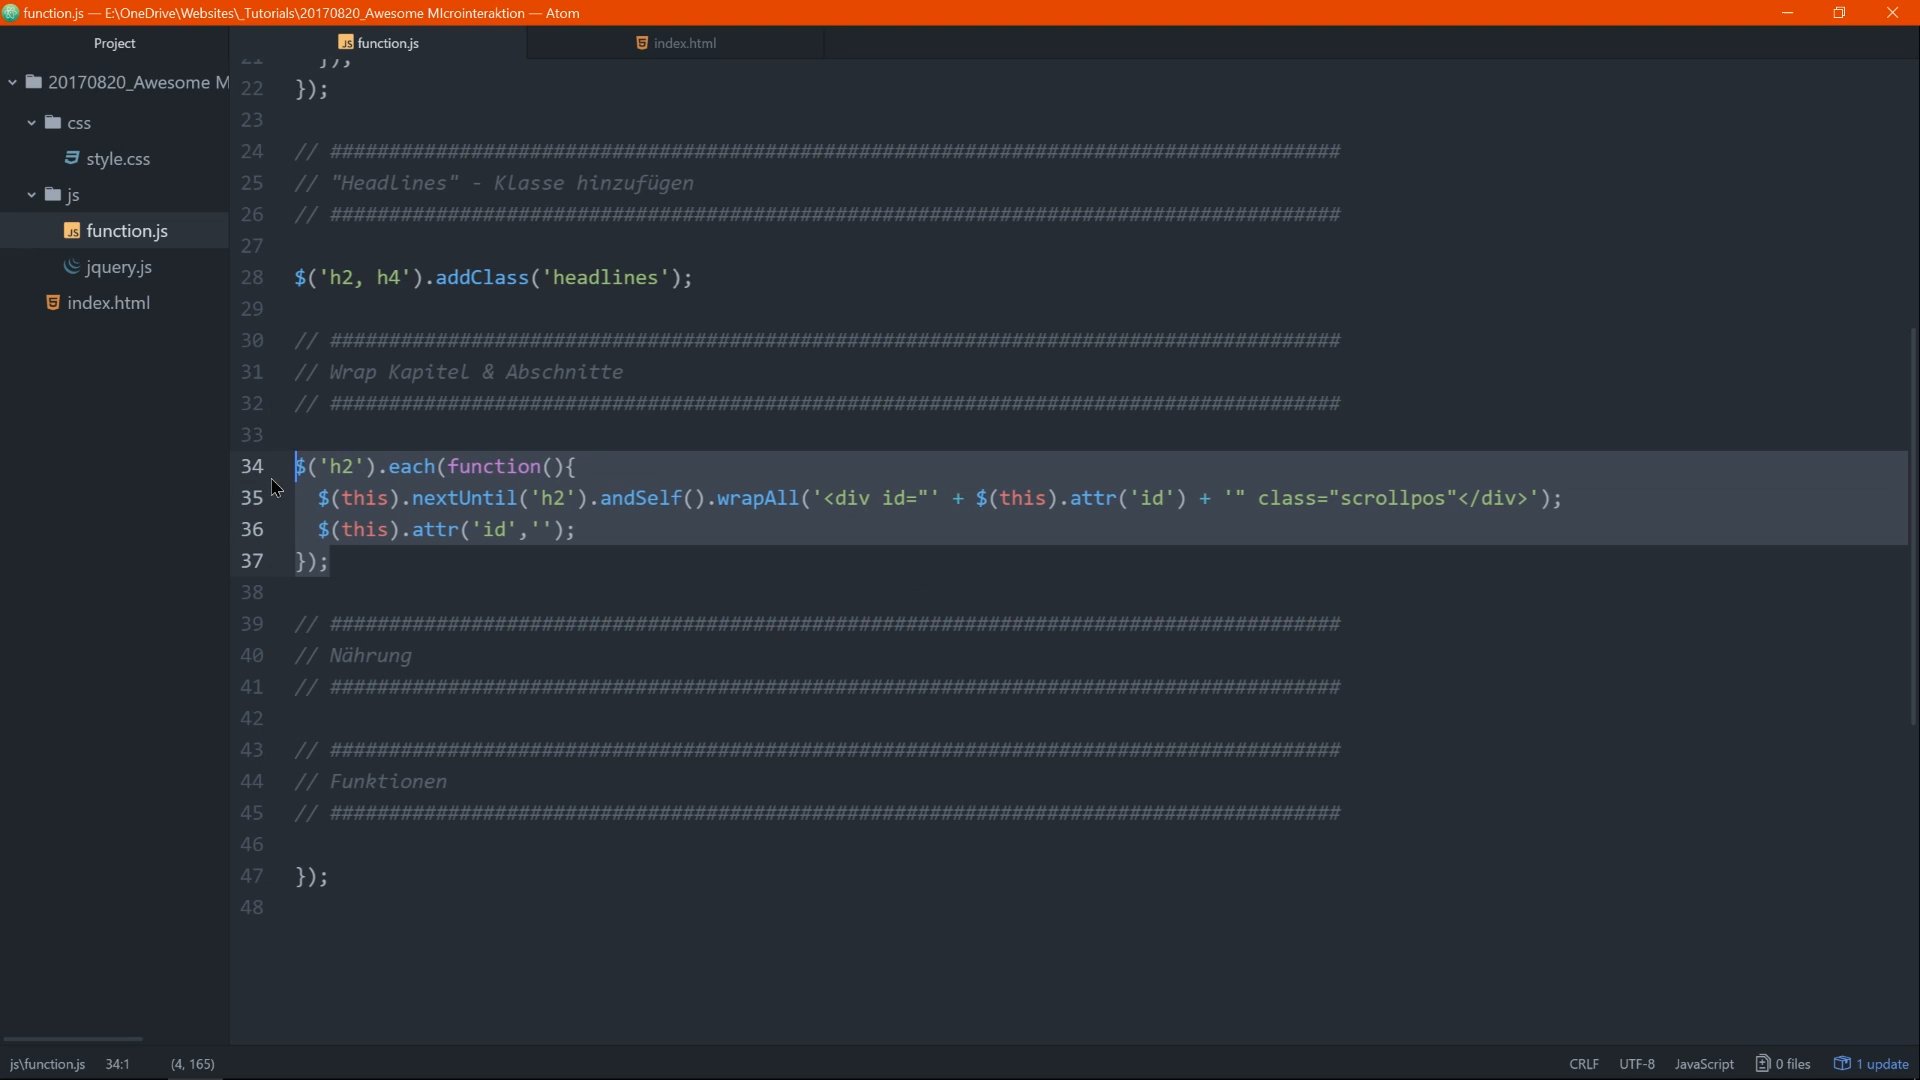 function.js — E:\OneDrive\Websites\_Tutorials\20170820_Awesome MIcrointeraktion — Atom
Project
function.js
index.html
20170820_Awesome M
css
style.css
js
function.js
jquery.js
index.html
21 });
22 });
23
24 // ######################################################################################
25 // "Headlines" - Klasse hinzufügen
26 // ######################################################################################
27
28 $('h2, h4').addClass('headlines');
29
30 // ######################################################################################
31 // Wrap Kapitel & Abschnitte
32 // ######################################################################################
33
34 $('h2').each(function(){
35 $(this).nextUntil('h2').andSelf().wrapAll('<div id="' + $(this).attr('id') + '" class="scrollpos"</div>');
36 $(this).attr('id','');
37 });
38
39 // ######################################################################################
40 // Nährung
41 // ######################################################################################
42
43 // ######################################################################################
44 // Funktionen
45 // ######################################################################################
46
47 });
48
js\function.js 34:1 (4, 165) CRLF UTF-8 JavaScript 0 files 1 update